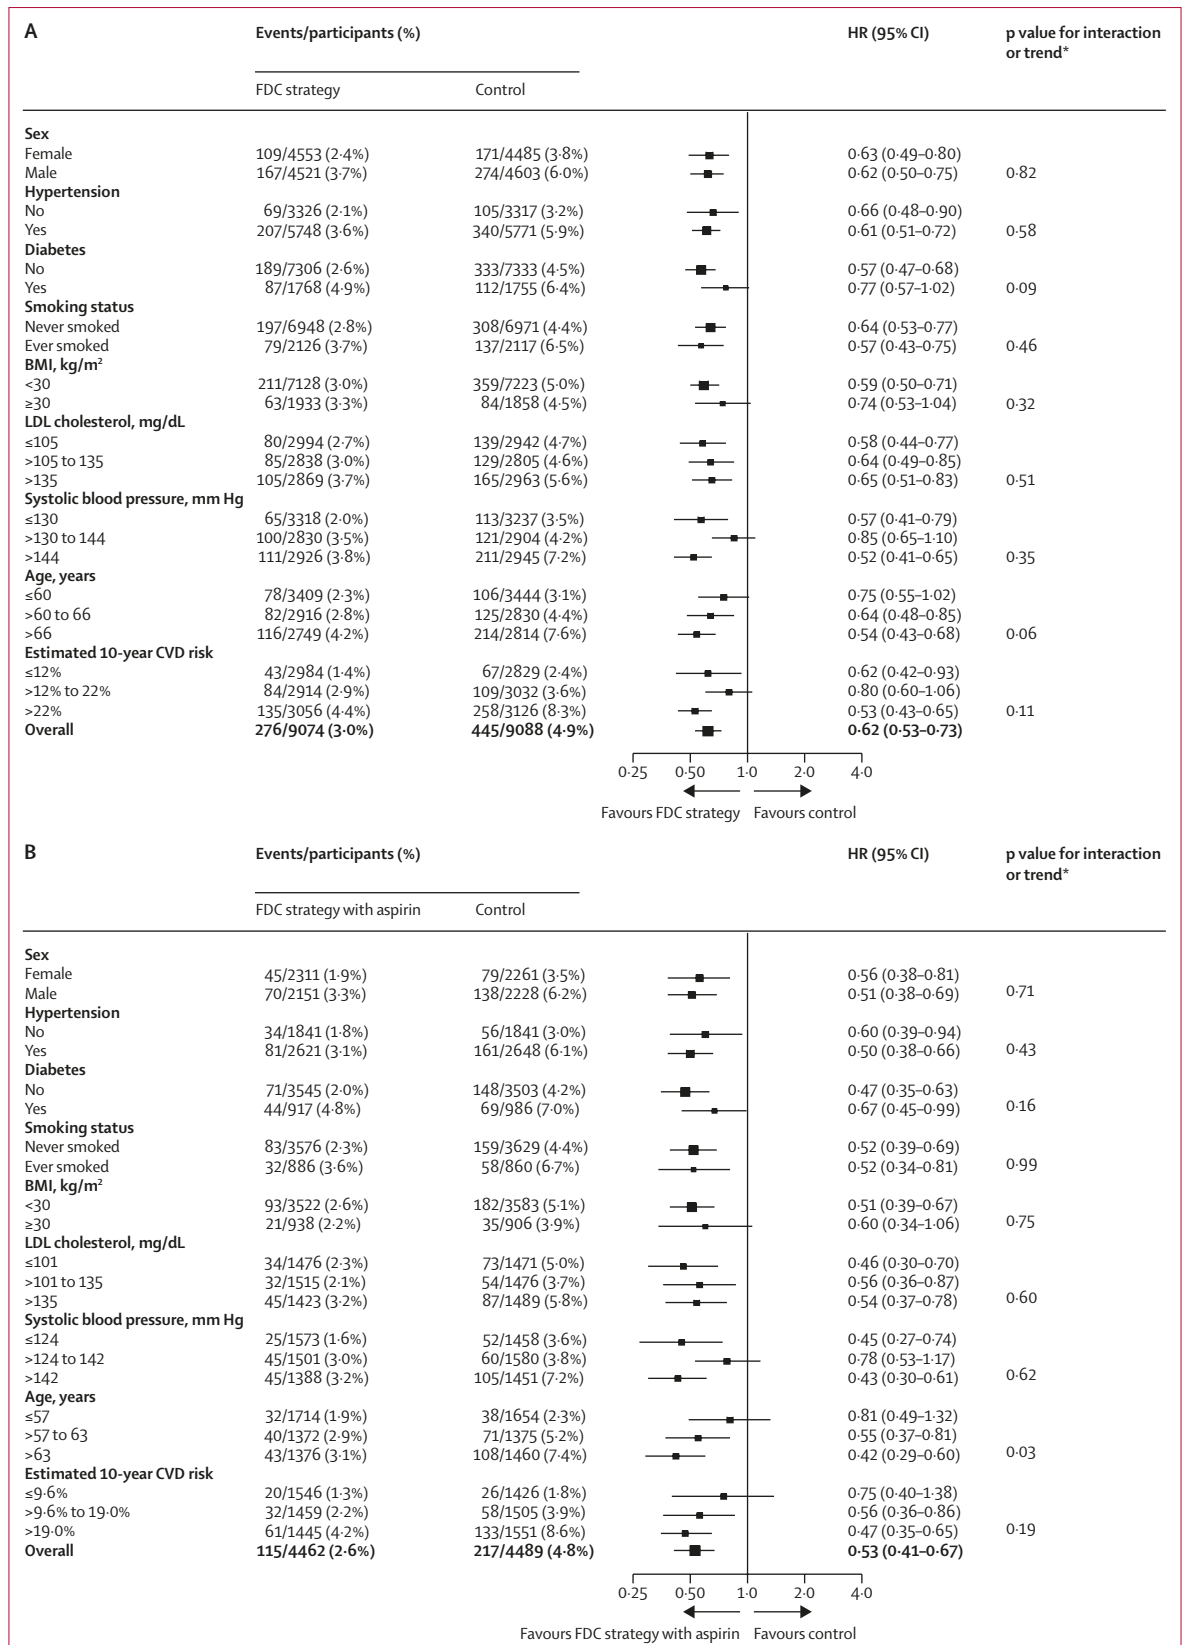 A Events/participants (%) HR (95% CI) p value for interaction
or trend*
FDC strategy Control
Sex
Female 109/4553 (2·4%) 171/4485 (3·8%) 0·63 (0·49–0·80)
Male 167/4521 (3·7%) 274/4603 (6·0%) 0·62 (0·50–0·75) 0·82
Hypertension
No 69/3326 (2·1%) 105/3317 (3·2%) 0·66 (0·48–0·90)
Yes 207/5748 (3·6%) 340/5771 (5·9%) 0·61 (0·51–0·72) 0·58
Diabetes
No 189/7306 (2·6%) 333/7333 (4·5%) 0·57 (0·47–0·68)
Yes 87/1768 (4·9%) 112/1755 (6·4%) 0·77 (0·57–1·02) 0·09
Smoking status
Never smoked 197/6948 (2·8%) 308/6971 (4·4%) 0·64 (0·53–0·77)
Ever smoked 79/2126 (3·7%) 137/2117 (6·5%) 0·57 (0·43–0·75) 0·46
BMI, kg/m²
<30 211/7128 (3·0%) 359/7223 (5·0%) 0·59 (0·50–0·71)
≥30 63/1933 (3·3%) 84/1858 (4·5%) 0·74 (0·53–1·04) 0·32
LDL cholesterol, mg/dL
≤105 80/2994 (2·7%) 139/2942 (4·7%) 0·58 (0·44–0·77)
>105 to 135 85/2838 (3·0%) 129/2805 (4·6%) 0·64 (0·49–0·85)
>135 105/2869 (3·7%) 165/2963 (5·6%) 0·65 (0·51–0·83) 0·51
Systolic blood pressure, mm Hg
≤130 65/3318 (2·0%) 113/3237 (3·5%) 0·57 (0·41–0·79)
>130 to 144 100/2830 (3·5%) 121/2904 (4·2%) 0·85 (0·65–1·10)
>144 111/2926 (3·8%) 211/2945 (7·2%) 0·52 (0·41–0·65) 0·35
Age, years
≤60 78/3409 (2·3%) 106/3444 (3·1%) 0·75 (0·55–1·02)
>60 to 66 82/2916 (2·8%) 125/2830 (4·4%) 0·64 (0·48–0·85)
>66 116/2749 (4·2%) 214/2814 (7·6%) 0·54 (0·43–0·68) 0·06
Estimated 10-year CVD risk
≤12% 43/2984 (1·4%) 67/2829 (2·4%) 0·62 (0·42–0·93)
>12% to 22% 84/2914 (2·9%) 109/3032 (3·6%) 0·80 (0·60–1·06)
>22% 135/3056 (4·4%) 258/3126 (8·3%) 0·53 (0·43–0·65) 0·11
Overall 276/9074 (3·0%) 445/9088 (4·9%) 0·62 (0·53–0·73)
0·25 0·50 1·0 2·0 4·0
Favours FDC strategy Favours control
B Events/participants (%) HR (95% CI) p value for interaction
or trend*
FDC strategy with aspirin Control
Sex
Female 45/2311 (1·9%) 79/2261 (3·5%) 0·56 (0·38–0·81)
Male 70/2151 (3·3%) 138/2228 (6·2%) 0·51 (0·38–0·69) 0·71
Hypertension
No 34/1841 (1·8%) 56/1841 (3·0%) 0·60 (0·39–0·94)
Yes 81/2621 (3·1%) 161/2648 (6·1%) 0·50 (0·38–0·66) 0·43
Diabetes
No 71/3545 (2·0%) 148/3503 (4·2%) 0·47 (0·35–0·63)
Yes 44/917 (4·8%) 69/986 (7·0%) 0·67 (0·45–0·99) 0·16
Smoking status
Never smoked 83/3576 (2·3%) 159/3629 (4·4%) 0·52 (0·39–0·69)
Ever smoked 32/886 (3·6%) 58/860 (6·7%) 0·52 (0·34–0·81) 0·99
BMI, kg/m²
<30 93/3522 (2·6%) 182/3583 (5·1%) 0·51 (0·39–0·67)
≥30 21/938 (2·2%) 35/906 (3·9%) 0·60 (0·34–1·06) 0·75
LDL cholesterol, mg/dL
≤101 34/1476 (2·3%) 73/1471 (5·0%) 0·46 (0·30–0·70)
>101 to 135 32/1515 (2·1%) 54/1476 (3·7%) 0·56 (0·36–0·87)
>135 45/1423 (3·2%) 87/1489 (5·8%) 0·54 (0·37–0·78) 0·60
Systolic blood pressure, mm Hg
≤124 25/1573 (1·6%) 52/1458 (3·6%) 0·45 (0·27–0·74)
>124 to 142 45/1501 (3·0%) 60/1580 (3·8%) 0·78 (0·53–1·17)
>142 45/1388 (3·2%) 105/1451 (7·2%) 0·43 (0·30–0·61) 0·62
Age, years
≤57 32/1714 (1·9%) 38/1654 (2·3%) 0·81 (0·49–1·32)
>57 to 63 40/1372 (2·9%) 71/1375 (5·2%) 0·55 (0·37–0·81)
>63 43/1376 (3·1%) 108/1460 (7·4%) 0·42 (0·29–0·60) 0·03
Estimated 10-year CVD risk
≤9·6% 20/1546 (1·3%) 26/1426 (1·8%) 0·75 (0·40–1·38)
>9·6% to 19·0% 32/1459 (2·2%) 58/1505 (3·9%) 0·56 (0·36–0·86)
>19·0% 61/1445 (4·2%) 133/1551 (8·6%) 0·47 (0·35–0·65) 0·19
Overall 115/4462 (2·6%) 217/4489 (4·8%) 0·53 (0·41–0·67)
0·25 0·50 1·0 2·0 4·0
Favours FDC strategy with aspirin Favours control